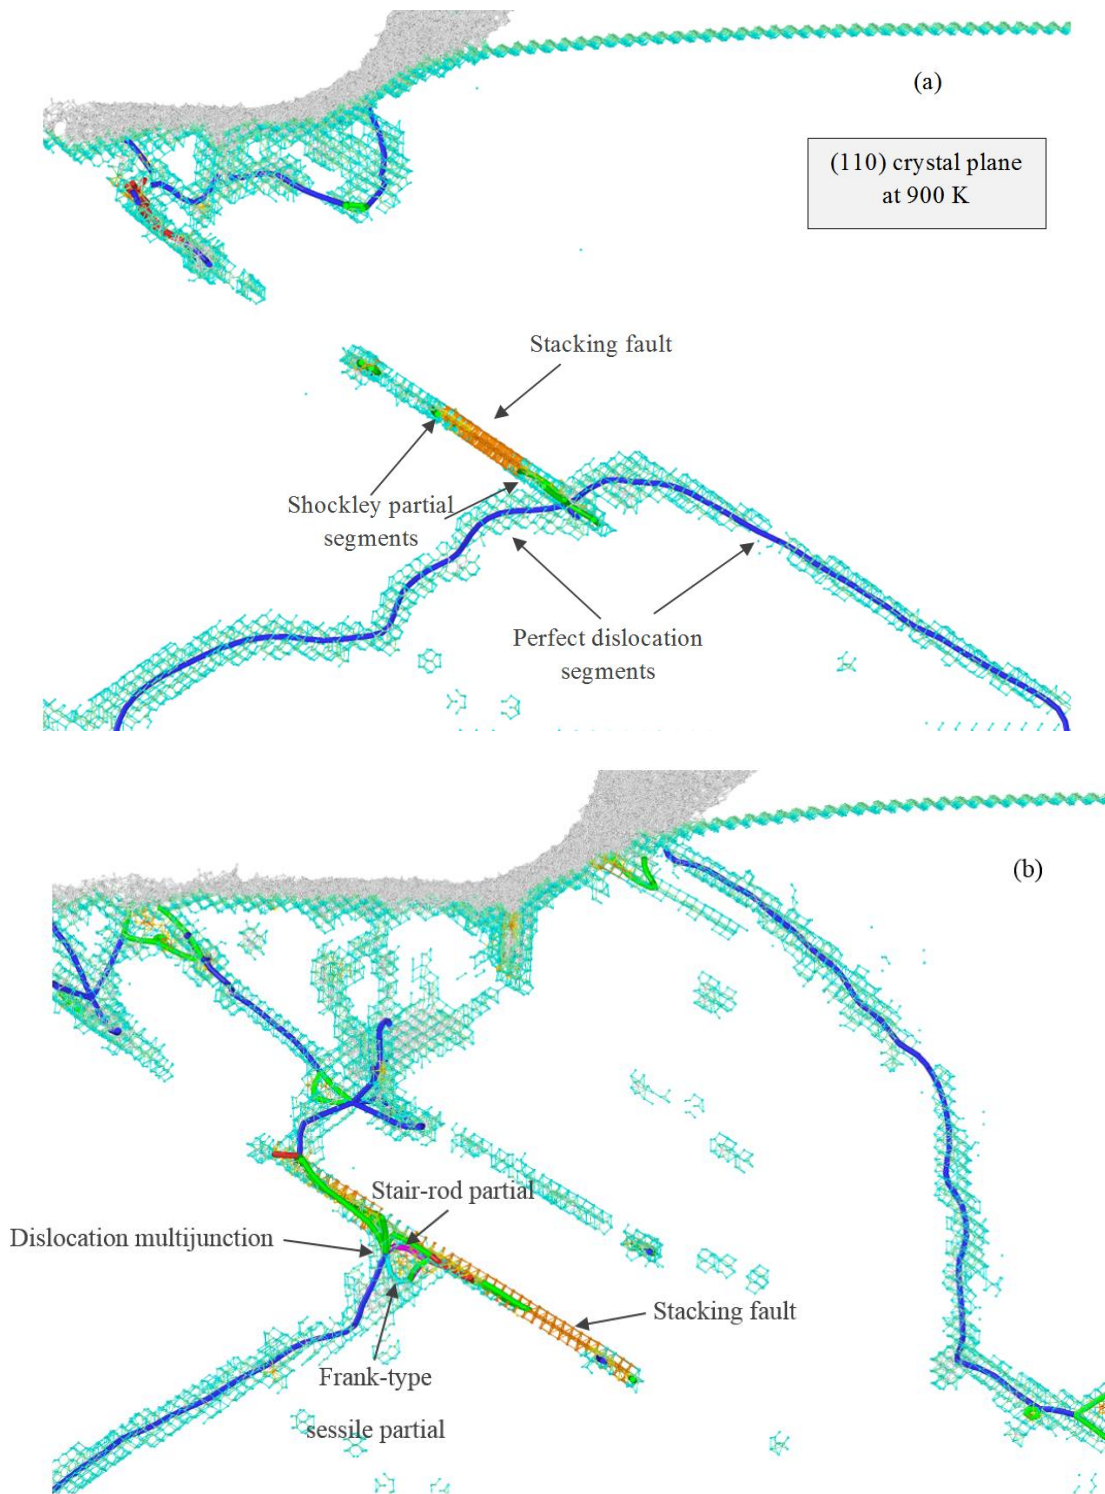 (a)
(110) crystal plane
at 900 K
Stacking fault
Shockley partial
segments
Perfect dislocation
segments
(b)
Stair-rod partial
Dislocation multijunction
Stacking fault
Frank-type
sessile partial